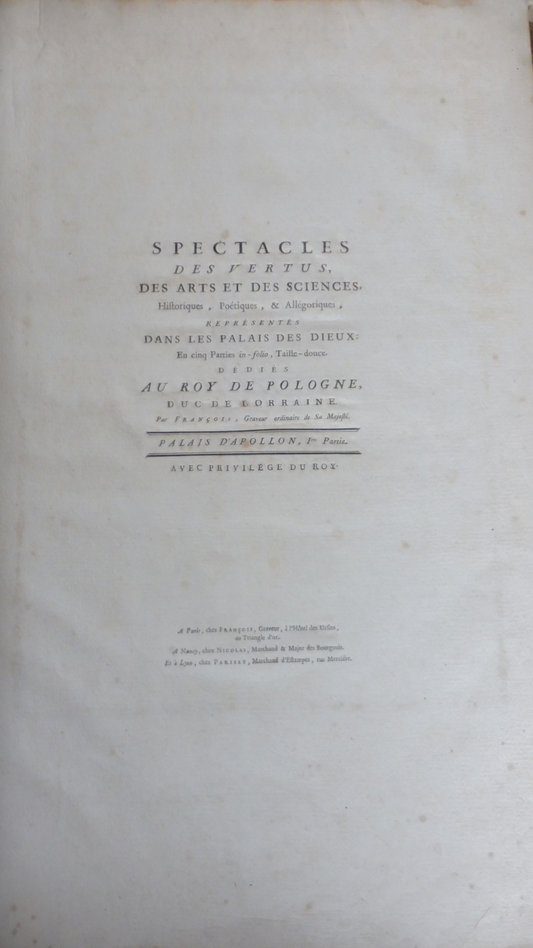 SPECTACLES
DES VERTUS,
DES ARTS ET DES SCIENCES,
Historiques, Poétiques, & Allégoriques,
REPRÉSENTÉS
DANS LES PALAIS DES DIEUX:
En cinq Parties in-folio, Taille-douce.
DÉDIÉS
AU ROY DE POLOGNE,
DUC DE LORRAINE.
Par FRANÇOIS, Graveur ordinaire de Sa Majesté.
PALAIS D'APOLLON, Ire Partie.
AVEC PRIVILÉGE DU ROY.
A Paris, chez FRANÇOIS, Graveur, à l'Hôtel des Ursins,
au Triangle d'or.
A Nancy, chez NICOLAS, Marchand & Major des Bourgeois.
Et à Lyon, chez PARISET, Marchand d'Estampes, rue Merciere.